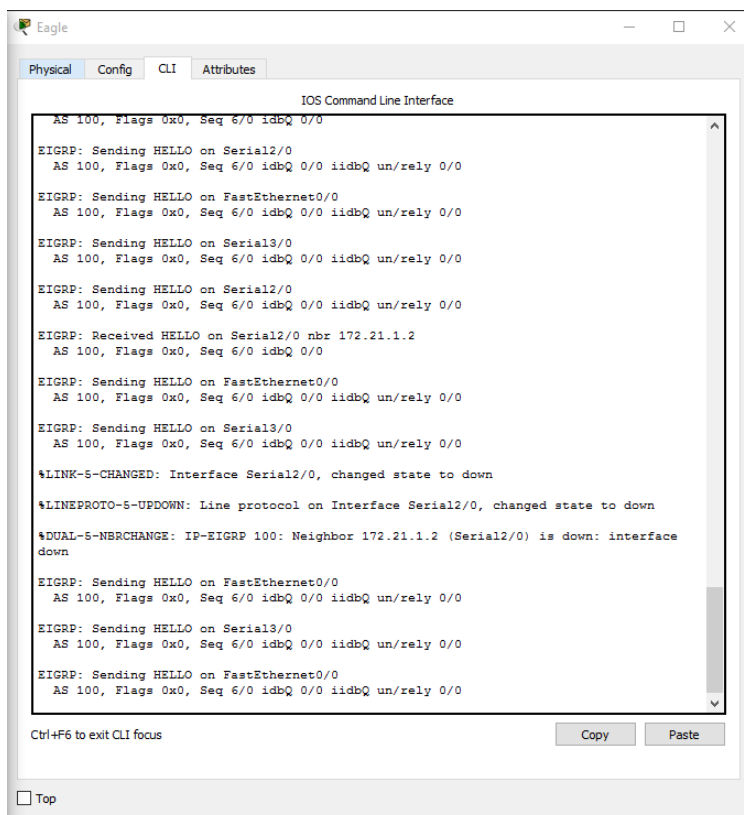 Eagle
Physical Config CLI Attributes
IOS Command Line Interface
AS 100, Flags 0x0, Seq 6/0 idbQ 0/0
EIGRP: Sending HELLO on Serial2/0
AS 100, Flags 0x0, Seq 6/0 idbQ 0/0 iidbQ un/rely 0/0
EIGRP: Sending HELLO on FastEthernet0/0
AS 100, Flags 0x0, Seq 6/0 idbQ 0/0 iidbQ un/rely 0/0
EIGRP: Sending HELLO on Serial3/0
AS 100, Flags 0x0, Seq 6/0 idbQ 0/0 iidbQ un/rely 0/0
EIGRP: Sending HELLO on Serial2/0
AS 100, Flags 0x0, Seq 6/0 idbQ 0/0 iidbQ un/rely 0/0
EIGRP: Received HELLO on Serial2/0 nbr 172.21.1.2
AS 100, Flags 0x0, Seq 6/0 idbQ 0/0
EIGRP: Sending HELLO on FastEthernet0/0
AS 100, Flags 0x0, Seq 6/0 idbQ 0/0 iidbQ un/rely 0/0
EIGRP: Sending HELLO on Serial3/0
AS 100, Flags 0x0, Seq 6/0 idbQ 0/0 iidbQ un/rely 0/0
%LINK-5-CHANGED: Interface Serial2/0, changed state to down
%LINEPROTO-5-UPDOWN: Line protocol on Interface Serial2/0, changed state to down
%DUAL-5-NBRCHANGE: IP-EIGRP 100: Neighbor 172.21.1.2 (Serial2/0) is down: interface
down
EIGRP: Sending HELLO on FastEthernet0/0
AS 100, Flags 0x0, Seq 6/0 idbQ 0/0 iidbQ un/rely 0/0
EIGRP: Sending HELLO on Serial3/0
AS 100, Flags 0x0, Seq 6/0 idbQ 0/0 iidbQ un/rely 0/0
EIGRP: Sending HELLO on FastEthernet0/0
AS 100, Flags 0x0, Seq 6/0 idbQ 0/0 iidbQ un/rely 0/0
Ctrl+F6 to exit CLI focus
Copy Paste
Top